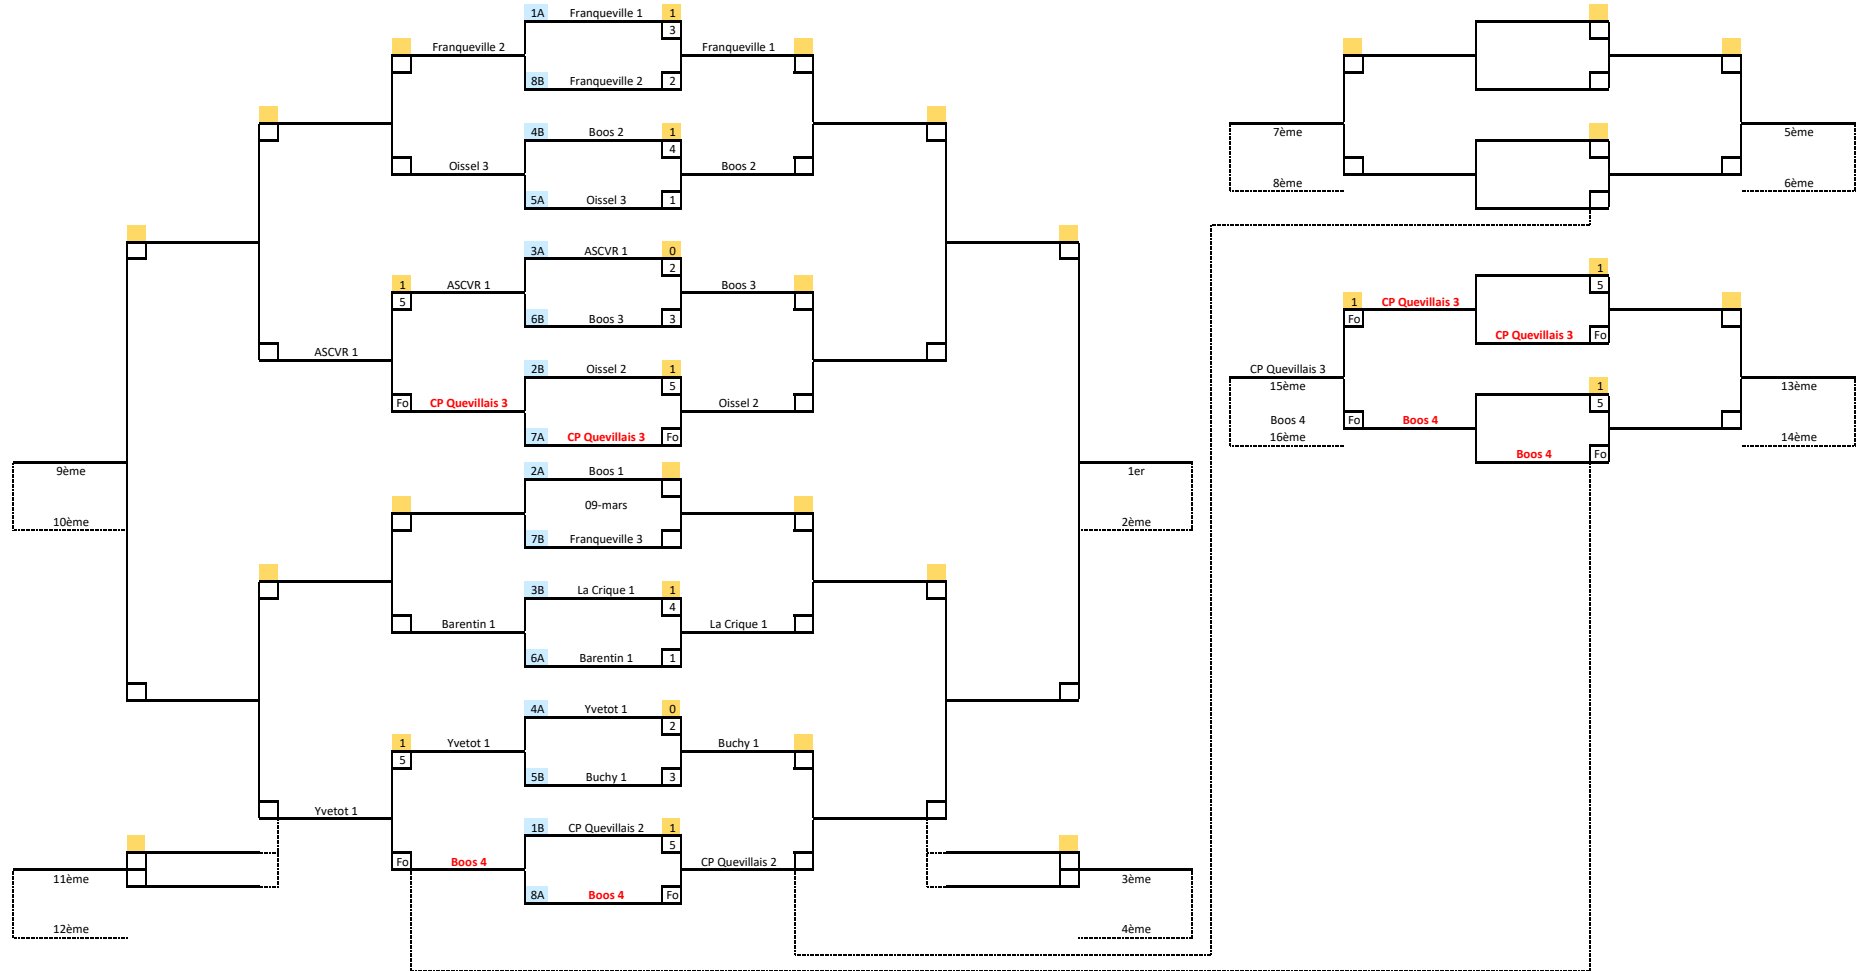 1A Franqueville 1 1
3
Franqueville 2 Franqueville 1
8B Franqueville 2 2
4B Boos 2 1
4
Oissel 3 Boos 2
5A Oissel 3 1
3A ASCVR 1 0
2
1 ASCVR 1 Boos 3
5
6B Boos 3 3
ASCVR 1
2B Oissel 2 1
5
Fo CP Quevillais 3 Oissel 2
7A CP Quevillais 3 Fo
9ème
10ème
2A Boos 1
09-mars
7B Franqueville 3
3B La Crique 1 1
4
Barentin 1 La Crique 1
6A Barentin 1 1
4A Yvetot 1 0
2
1 Yvetot 1 Buchy 1
5
5B Buchy 1 3
Yvetot 1
1B CP Quevillais 2 1
5
Fo Boos 4 CP Quevillais 2
8A Boos 4 Fo
11ème
12ème
1er
2ème
3ème
4ème
7ème 5ème
8ème 6ème
1
5
1 CP Quevillais 3
Fo
CP Quevillais 3 Fo
CP Quevillais 3
15ème 13ème
1
5
Boos 4 Fo Boos 4
16ème 14ème
Boos 4 Fo